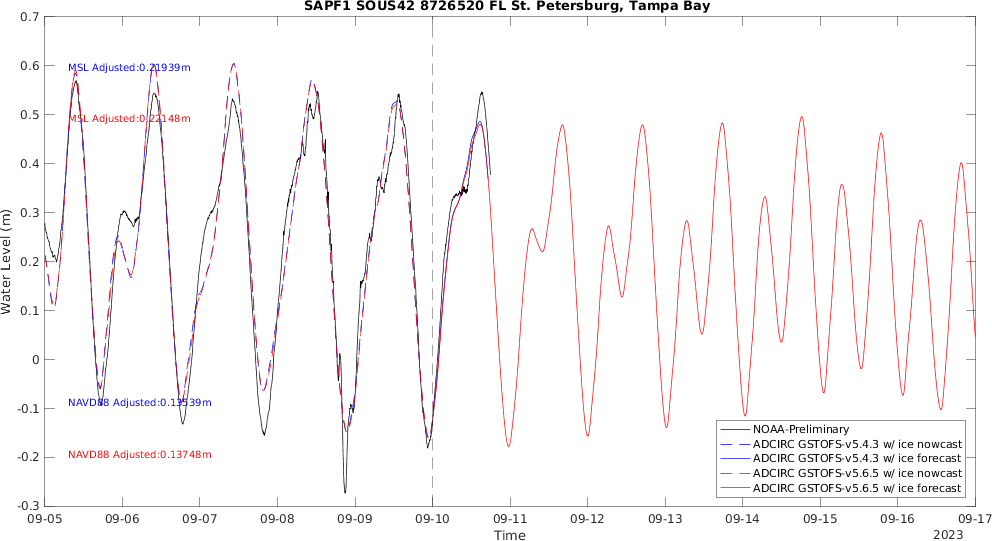 SAPF1 SOUS42 8726520 FL St. Petersburg, Tampa Bay
0.7
0.6
0.5
0.4
0.3
0.2
0.1
0
-0.1
-0.2
-0.3
Water Level (m)
MSL Adjusted:0.21939m
MSL Adjusted:0.22148m
NAVD88 Adjusted:0.13539m
NAVD88 Adjusted:0.13748m
NOAA-Preliminary
ADCIRC GSTOFS-v5.4.3 w/ ice nowcast
ADCIRC GSTOFS-v5.4.3 w/ ice forecast
ADCIRC GSTOFS-v5.6.5 w/ ice nowcast
ADCIRC GSTOFS-v5.6.5 w/ ice forecast
09-05 09-06 09-07 09-08 09-09 09-10 09-11 09-12 09-13 09-14 09-15 09-16 09-17
Time
2023